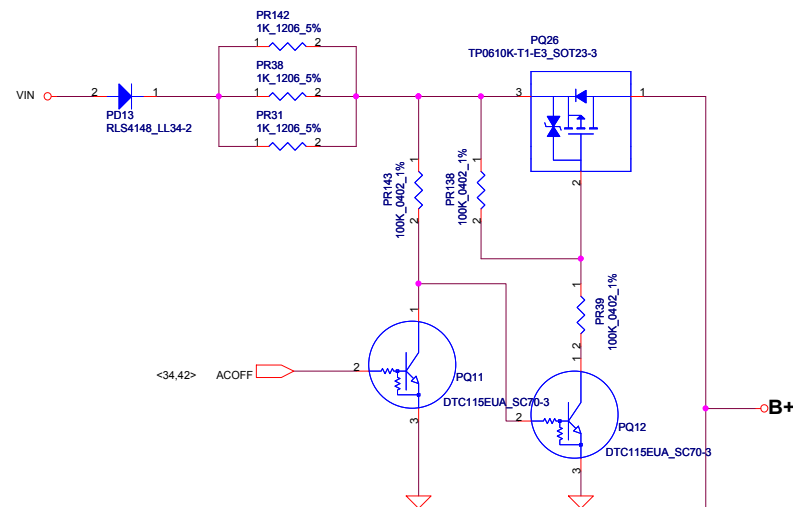 PR142
1K_1206_5%
1 2
PR38
1K_1206_5%
1 2
PR31
1K_1206_5%
1 2
VIN
2 1
PD13
RLS4148_LL34-2
PQ26
TP0610K-T1-E3_SOT23-3
3 1
2
1
PR143
100K_0402_1%
2
1
PR138
100K_0402_1%
2
1
PR39
100K_0402_1%
2
<34,42> ACOFF
1
2
3
PQ11
DTC115EUA_SC70-3
1
2
3
PQ12
DTC115EUA_SC70-3
B+